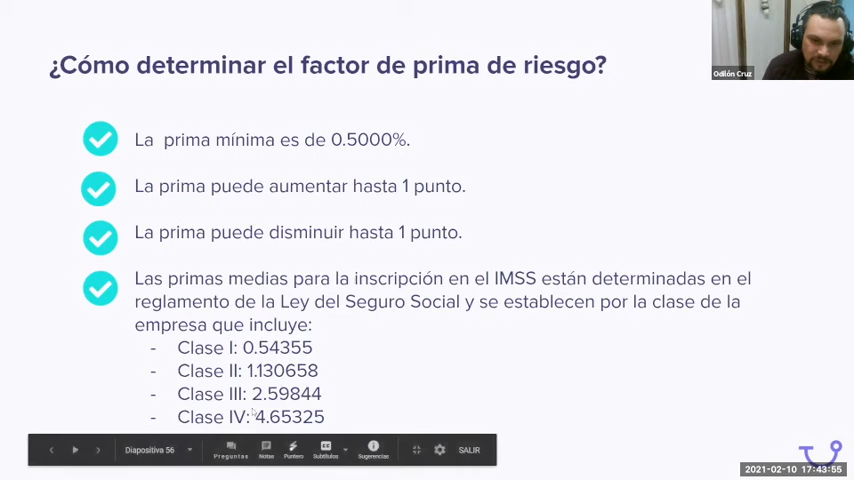 ¿Cómo determinar el factor de prima de riesgo?
Odilón Cruz
La prima mínima es de 0.5000%.
La prima puede aumentar hasta 1 punto.
La prima puede disminuir hasta 1 punto.
Las primas medias para la inscripción en el IMSS están determinadas en el
reglamento de la Ley del Seguro Social y se establecen por la clase de la
empresa que incluye:
- Clase I: 0.54355
- Clase II: 1.130658
- Clase III: 2.59844
- Clase IV: 4.65325
Diapositiva 56
Preguntas
Notas
Puntero
Subtítulos
Sugerencias
SALIR
2021-02-10 17:43:55